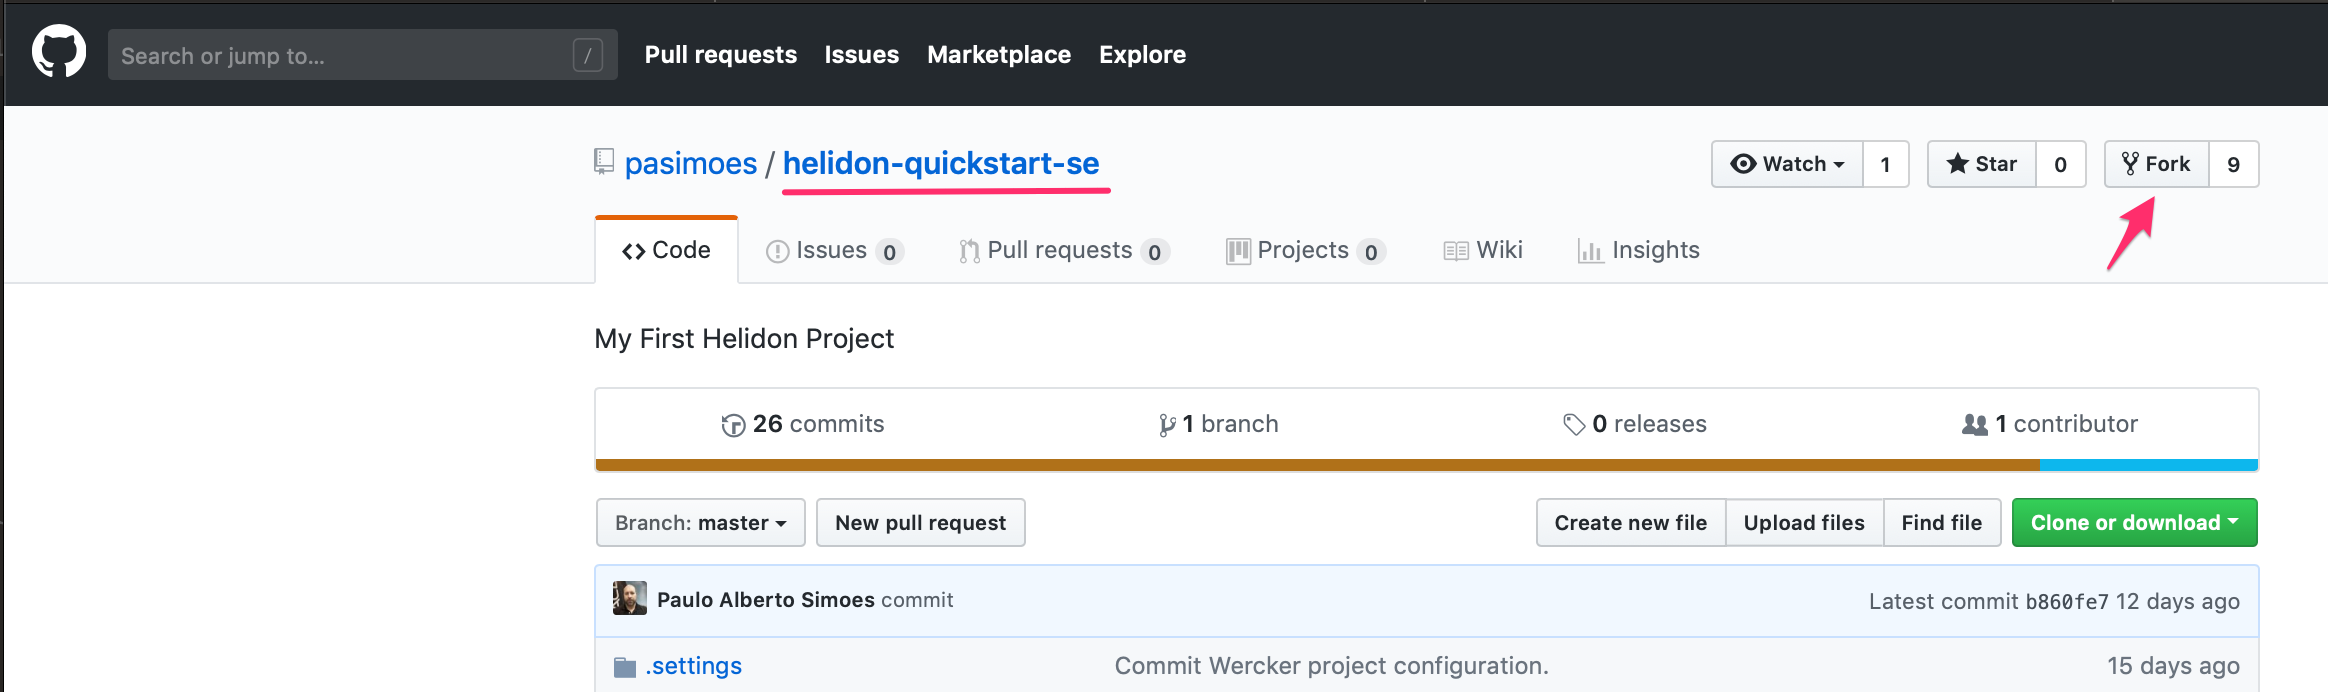 Search or jump to... / Pull requests Issues Marketplace Explore
pasimoes / helidon-quickstart-se Watch 1 Star 0 Fork 9
Code Issues 0 Pull requests 0 Projects 0 Wiki Insights
My First Helidon Project
26 commits 1 branch 0 releases 1 contributor
Branch: master New pull request Create new file Upload files Find file Clone or download
Paulo Alberto Simoes commit Latest commit b860fe7 12 days ago
.settings Commit Wercker project configuration. 15 days ago